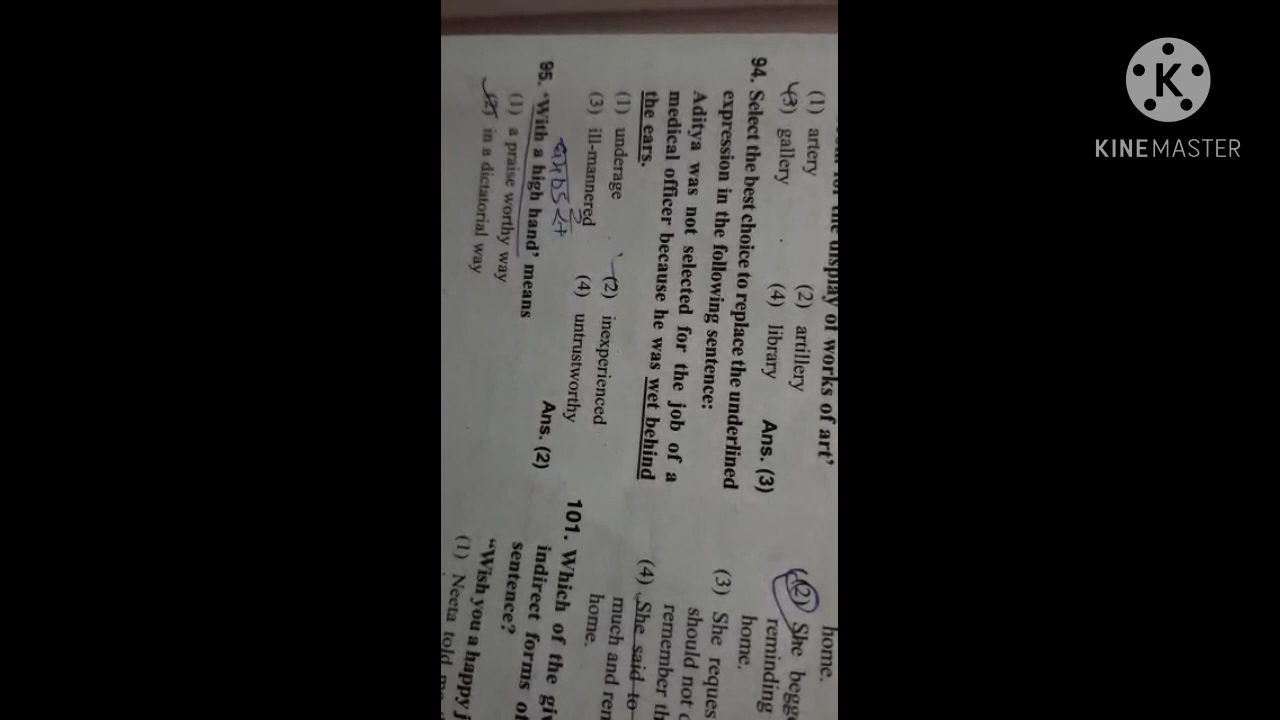 the display of works of art'
(1) artery (2) artillery
(3) gallery (4) library
Ans. (3)
94. Select the best choice to replace the underlined
expression in the following sentence:
Aditya was not selected for the job of a
medical officer because he was wet behind
the ears.
(1) underage (2) inexperienced
(3) ill-mannered (4) untrustworthy
Ans. (2)
95. 'With a high hand' means
(1) a praise worthy way
(2) in a dictatorial way
home.
(2) She
reminding
home.
(3) She
should not
remember
(4) She said to
much and
home.
101. Which of the
indirect forms of
sentence?
"Wish you a happy
(1) Neeta told
KINEMASTER